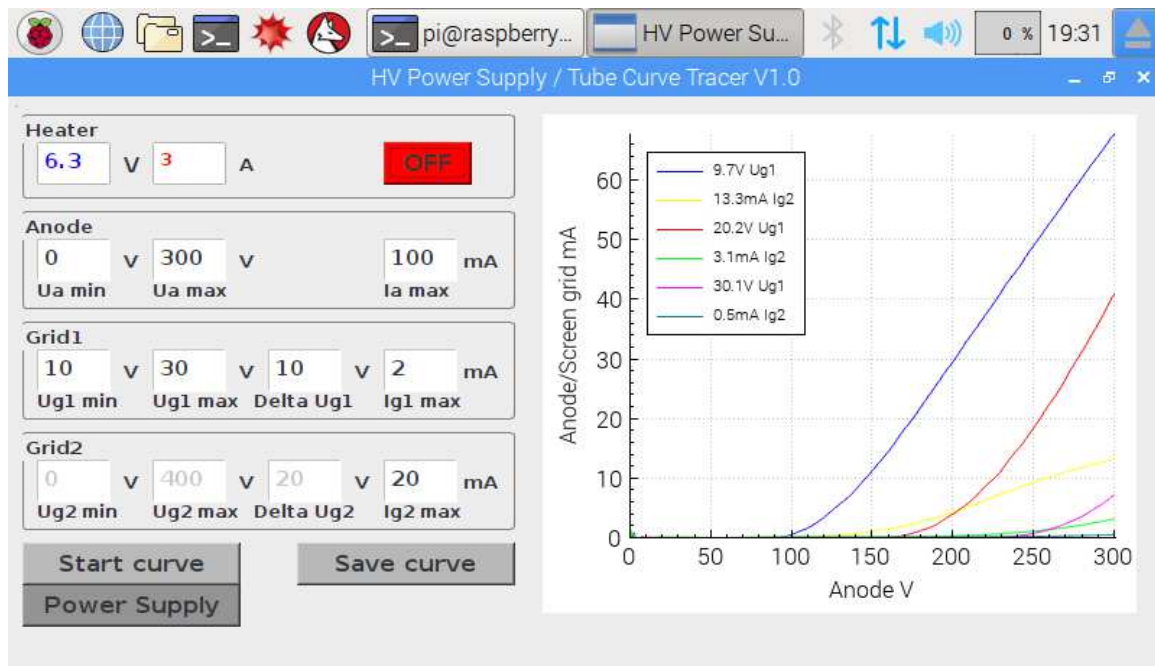 pi@raspberry... HV Power Su... 0 % 19:31
HV Power Supply / Tube Curve Tracer V1.0
Heater
6.3 V 3 A OFF
Anode
0 V 300 V 100 mA
Ua min Ua max Ia max
Grid1
10 V 30 V 10 V 2 mA
Ug1 min Ug1 max Delta Ug1 Ig1 max
Grid2
0 V 400 V 20 V 20 mA
Ug2 min Ug2 max Delta Ug2 Ig2 max
Start curve Save curve
Power Supply
9.7V Ug1
13.3mA Ig2
20.2V Ug1
3.1mA Ig2
30.1V Ug1
0.5mA Ig2
Anode/Screen grid mA
60
50
40
30
20
10
0
0 50 100 150 200 250 300
Anode V